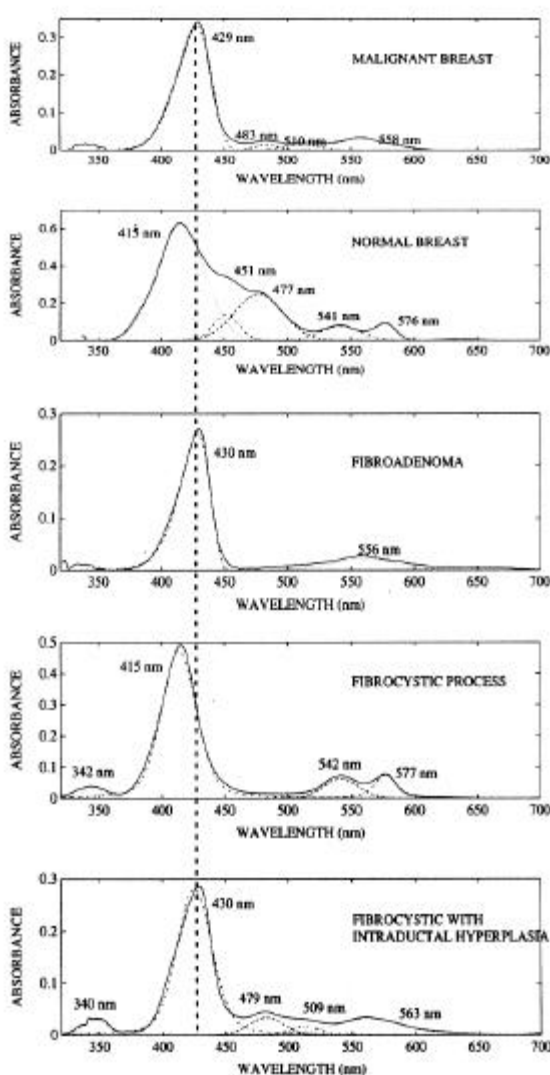 ABSORBANCE
0.3
0.2
0.1
0
429 nm
MALIGNANT BREAST
483 nm
510 nm
558 nm
350 400 450 500 550 600 650 700
WAVELENGTH (nm)
ABSORBANCE
0.6
0.4
0.2
0
415 nm
NORMAL BREAST
451 nm
477 nm
541 nm
576 nm
350 400 450 500 550 600 650 700
WAVELENGTH (nm)
ABSORBANCE
0.3
0.2
0.1
0
430 nm
FIBROADENOMA
556 nm
350 400 450 500 550 600 650 700
WAVELENGTH (nm)
ABSORBANCE
0.5
0.4
0.3
0.2
0.1
0
415 nm
FIBROCYSTIC PROCESS
342 nm
542 nm
577 nm
350 400 450 500 550 600 650 700
WAVELENGTH (nm)
ABSORBANCE
0.3
0.2
0.1
0
430 nm
FIBROCYSTIC WITH
INTRADUCTAL HYPERPLASIA
340 nm
479 nm
509 nm
563 nm
350 400 450 500 550 600 650 700
WAVELENGTH (nm)